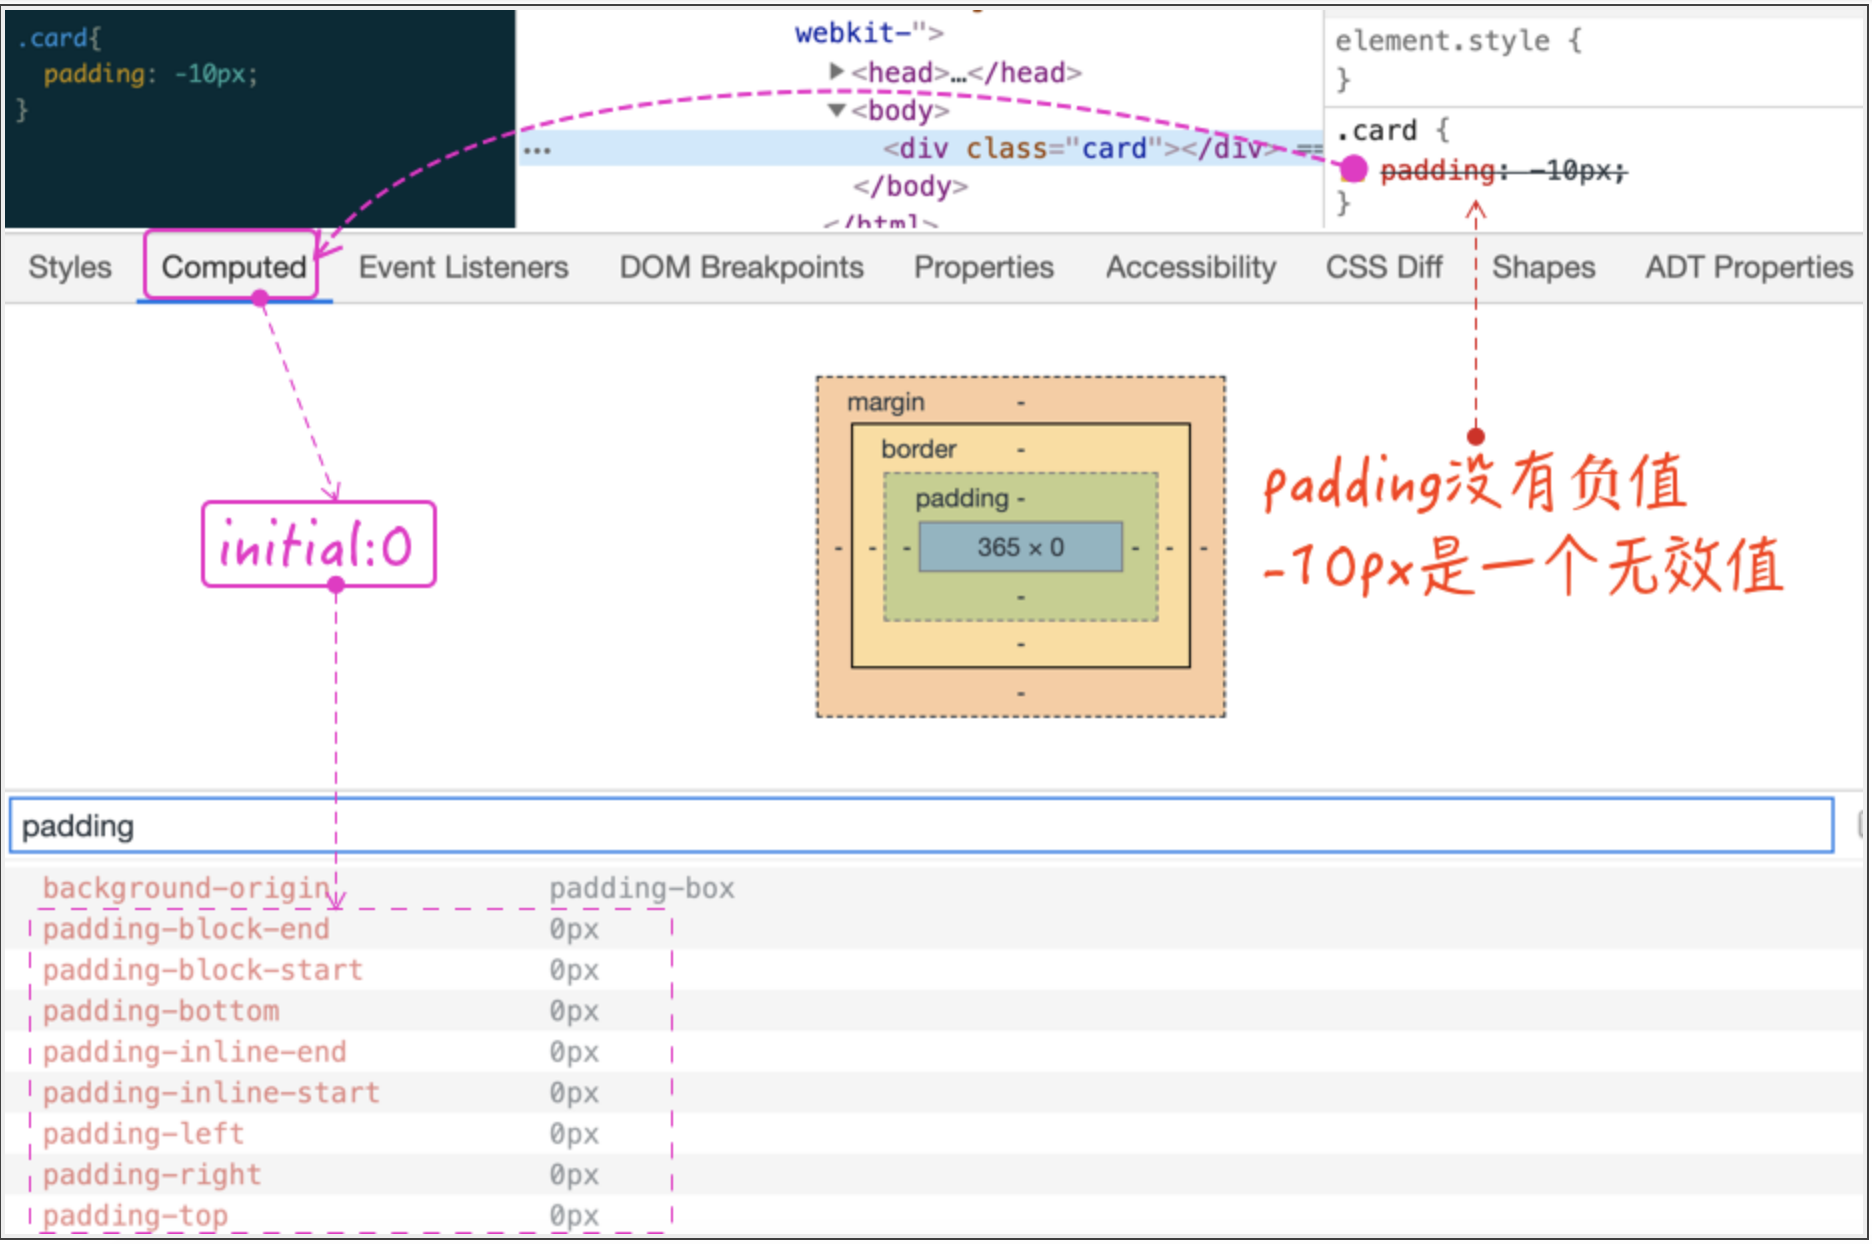 .card{
padding: -10px;
}
webkit-">
<head>…</head>
<body>
••• <div class="card"></div> ==
</body>
</html>
element.style {
}
.card {
padding: -10px;
}
Styles Computed Event Listeners DOM Breakpoints Properties Accessibility CSS Diff Shapes ADT Properties
initial:0
margin -
border -
padding -
- - - 365 × 0 - - -
-
-
-
padding没有负值
-10px是一个无效值
padding
background-origin padding-box
padding-block-end 0px
padding-block-start 0px
padding-bottom 0px
padding-inline-end 0px
padding-inline-start 0px
padding-left 0px
padding-right 0px
padding-top 0px